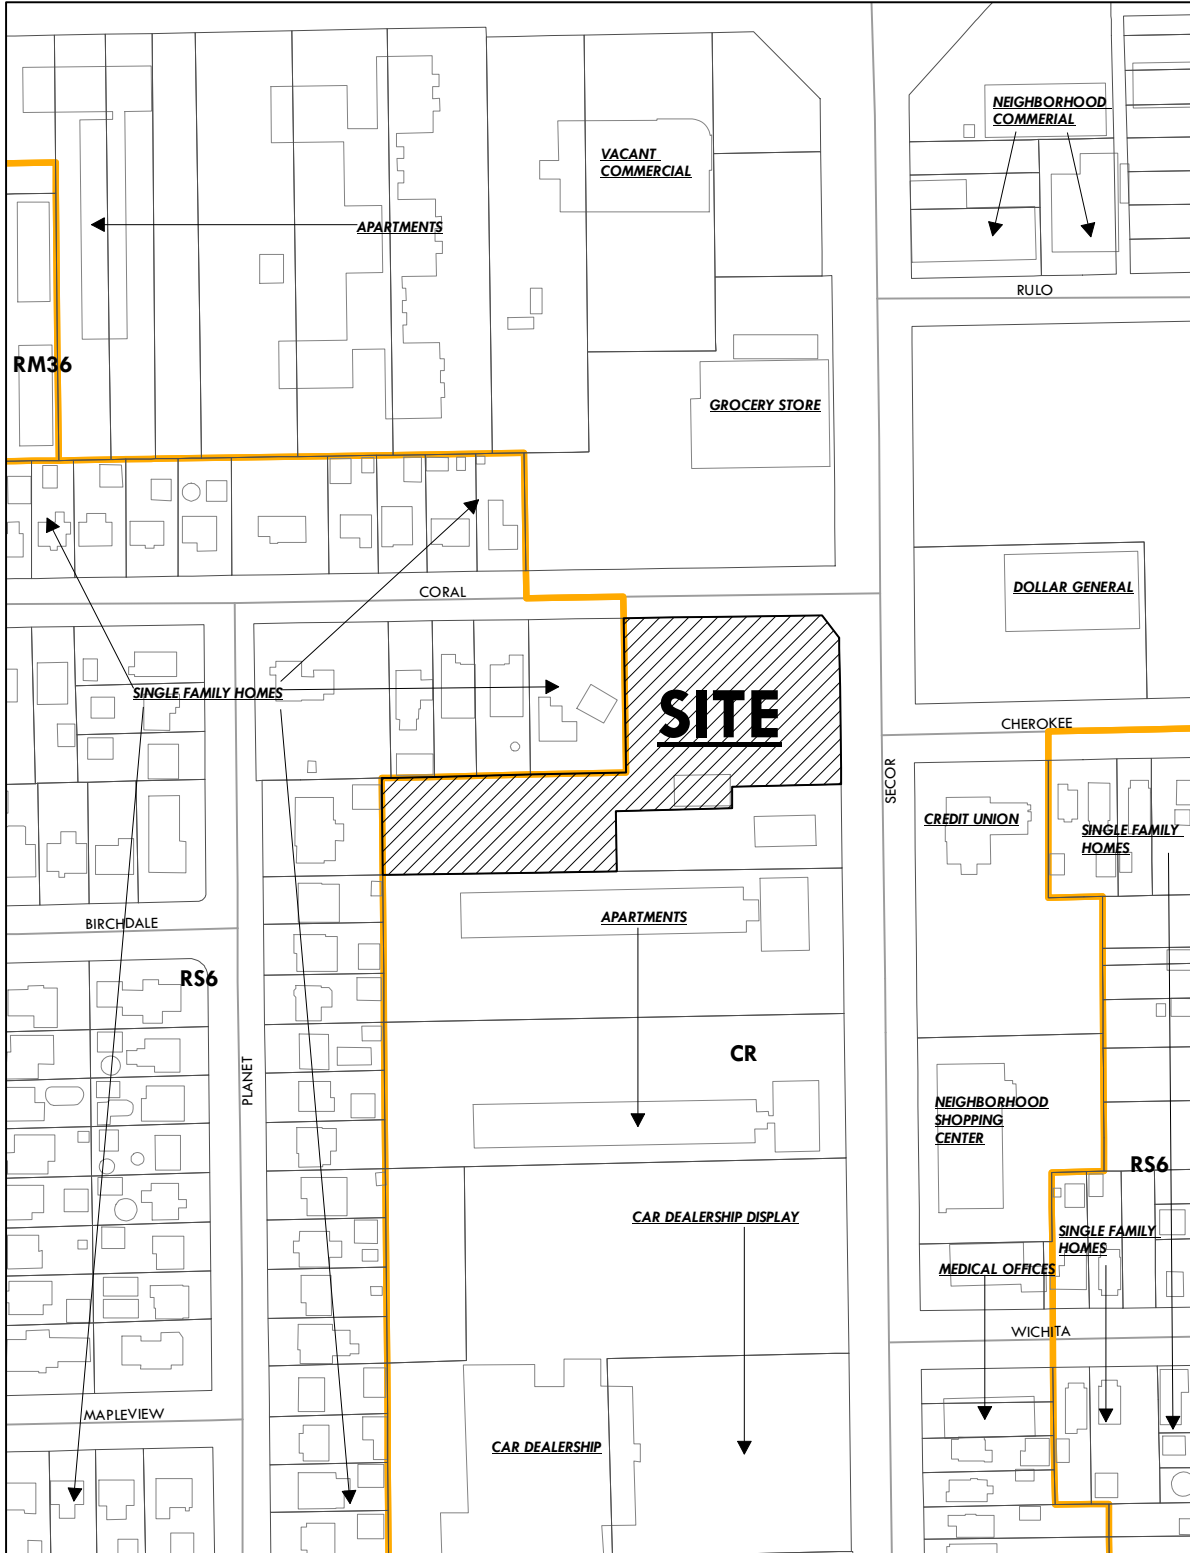 NEIGHBORHOOD
COMMERIAL
VACANT
COMMERCIAL
APARTMENTS
RULO
RM36
GROCERY STORE
DOLLAR GENERAL
CORAL
SINGLE FAMILY HOMES
SITE
CHEROKEE
SECOR
CREDIT UNION
SINGLE FAMILY
HOMES
APARTMENTS
BIRCHDALE
RS6
CR
PLANET
NEIGHBORHOOD
SHOPPING
CENTER
RS6
CAR DEALERSHIP DISPLAY
SINGLE FAMILY
HOMES
MEDICAL OFFICES
WICHITA
MAPLEVIEW
CAR DEALERSHIP